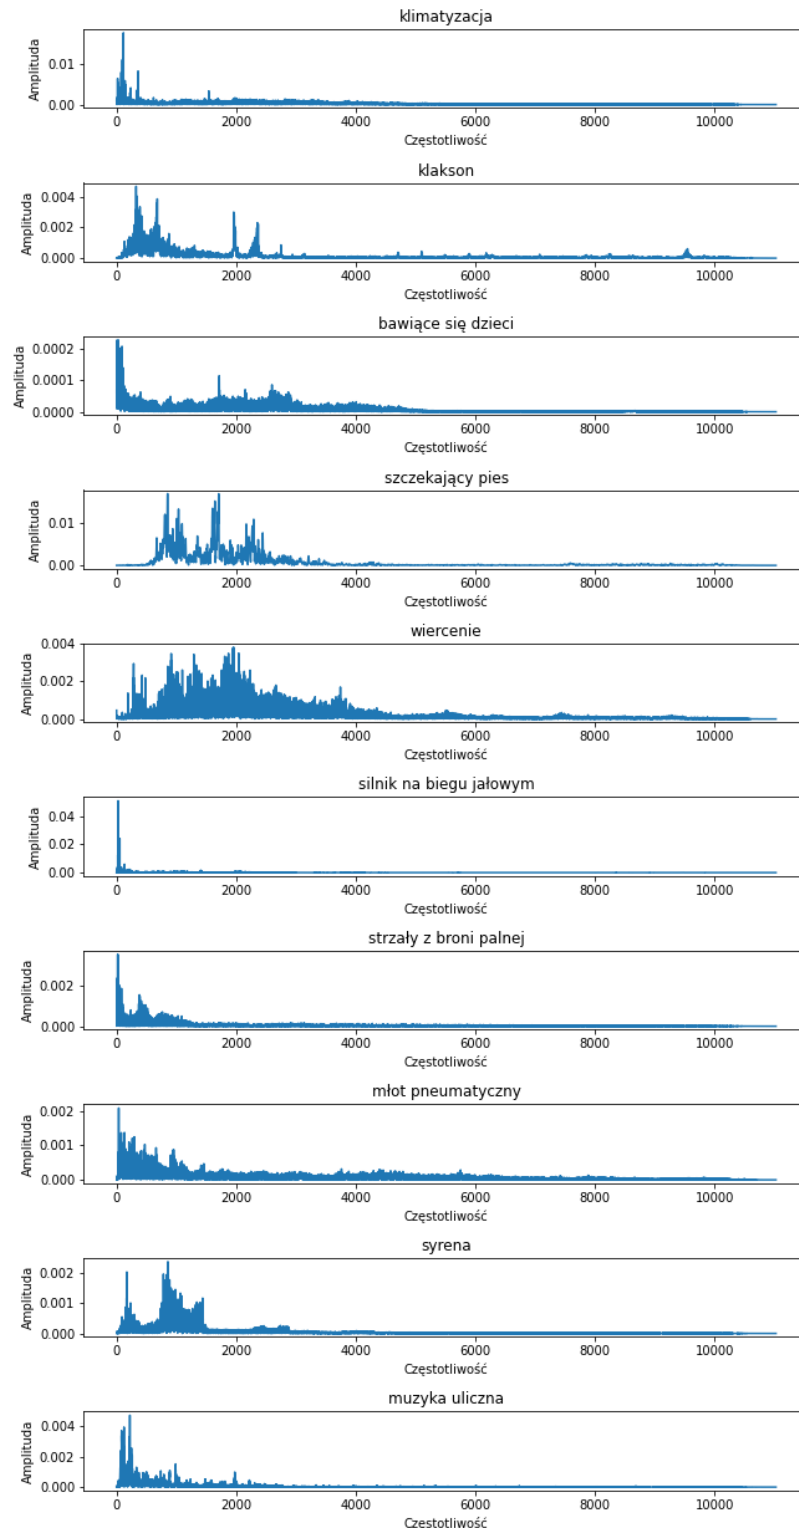 klimatyzacja
Amplituda
0.01
0.00
0 2000 4000 6000 8000 10000
Częstotliwość
klakson
Amplituda
0.004
0.002
0.000
0 2000 4000 6000 8000 10000
Częstotliwość
bawiące się dzieci
Amplituda
0.0002
0.0001
0.0000
0 2000 4000 6000 8000 10000
Częstotliwość
szczekający pies
Amplituda
0.01
0.00
0 2000 4000 6000 8000 10000
Częstotliwość
wiercenie
Amplituda
0.004
0.002
0.000
0 2000 4000 6000 8000 10000
Częstotliwość
silnik na biegu jałowym
Amplituda
0.04
0.02
0.00
0 2000 4000 6000 8000 10000
Częstotliwość
strzały z broni palnej
Amplituda
0.002
0.000
0 2000 4000 6000 8000 10000
Częstotliwość
młot pneumatyczny
Amplituda
0.002
0.001
0.000
0 2000 4000 6000 8000 10000
Częstotliwość
syrena
Amplituda
0.002
0.001
0.000
0 2000 4000 6000 8000 10000
Częstotliwość
muzyka uliczna
Amplituda
0.004
0.002
0.000
0 2000 4000 6000 8000 10000
Częstotliwość